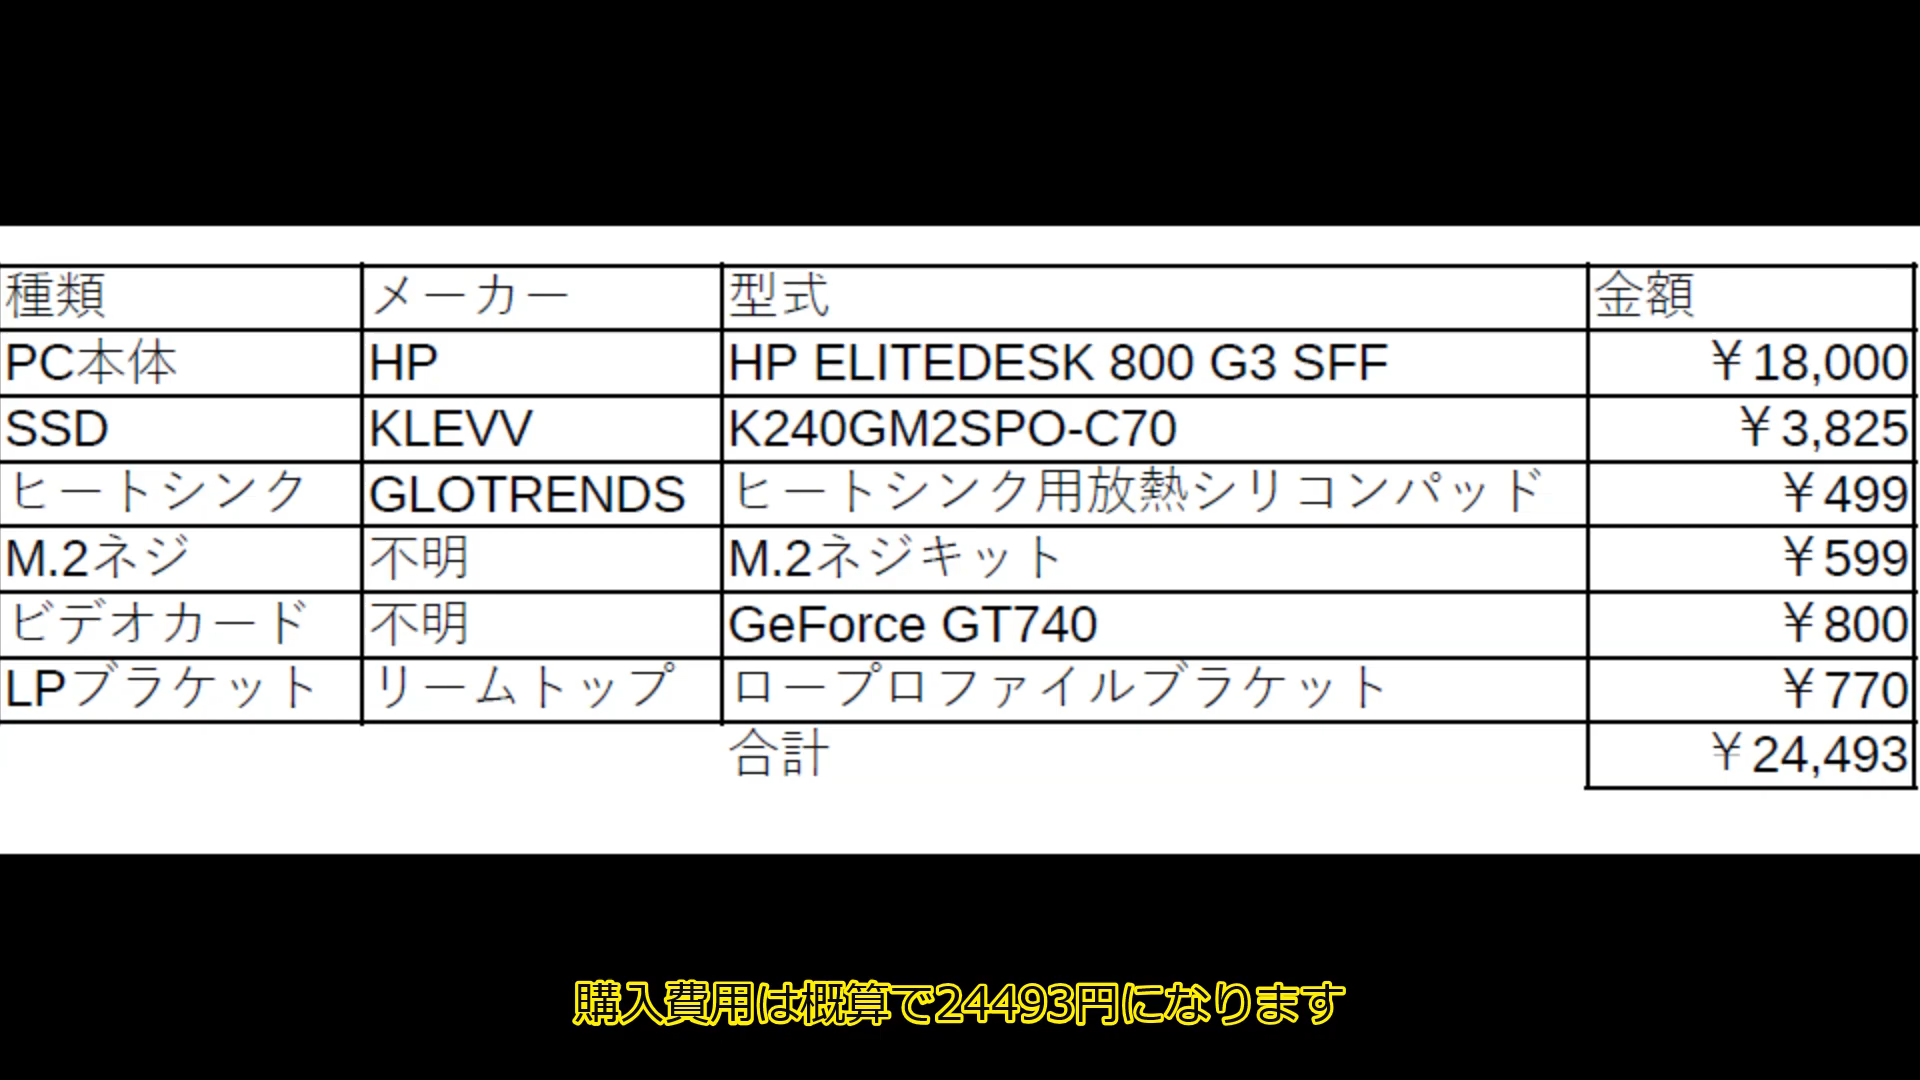 種類 メーカー 型式 金額
PC本体 HP HP ELITEDESK 800 G3 SFF ￥18,000
SSD KLEVV K240GM2SPO-C70 ￥3,825
ヒートシンク GLOTRENDS ヒートシンク用放熱シリコンパッド ￥499
M.2ネジ 不明 M.2ネジキット ￥599
ビデオカード 不明 GeForce GT740 ￥800
LPブラケット リームトップ ロープロファイルブラケット ￥770
合計 ￥24,493
購入費用は概算で24493円になります